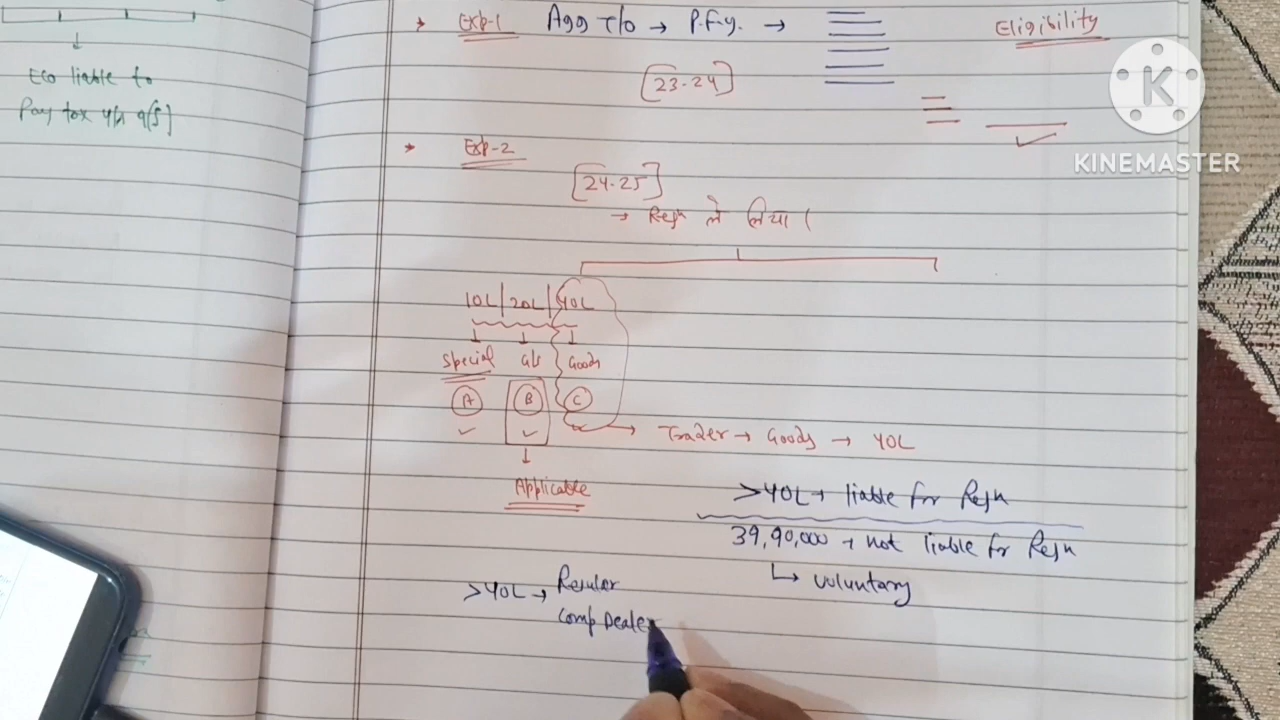 Eco liable to
Pay tax u/s 9(5)]
* Exp-1 Agg T/o → P.F.y. → Eligibility
[23-24]
KINEMASTER
* Exp-2
[24-25]
→ Regn ले लिया |
10L | 20L | 40L
Special G/S Goods
A B C
Trader → Goods → 40L
Applicable
>40L → liable for Regn
39,90,000 → not liable for Regn
↳ voluntary
>40L → Regular
Comp Dealer